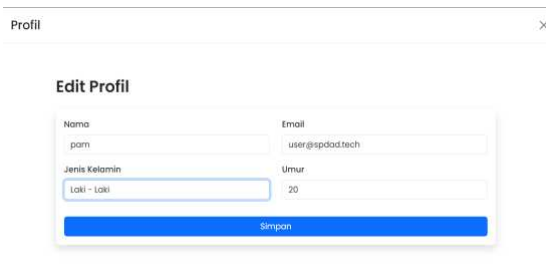 Profil
Edit Profil
Nama Email
pam user@spdad.tech
Jenis Kelamin Umur
Laki - Laki 20
Simpan